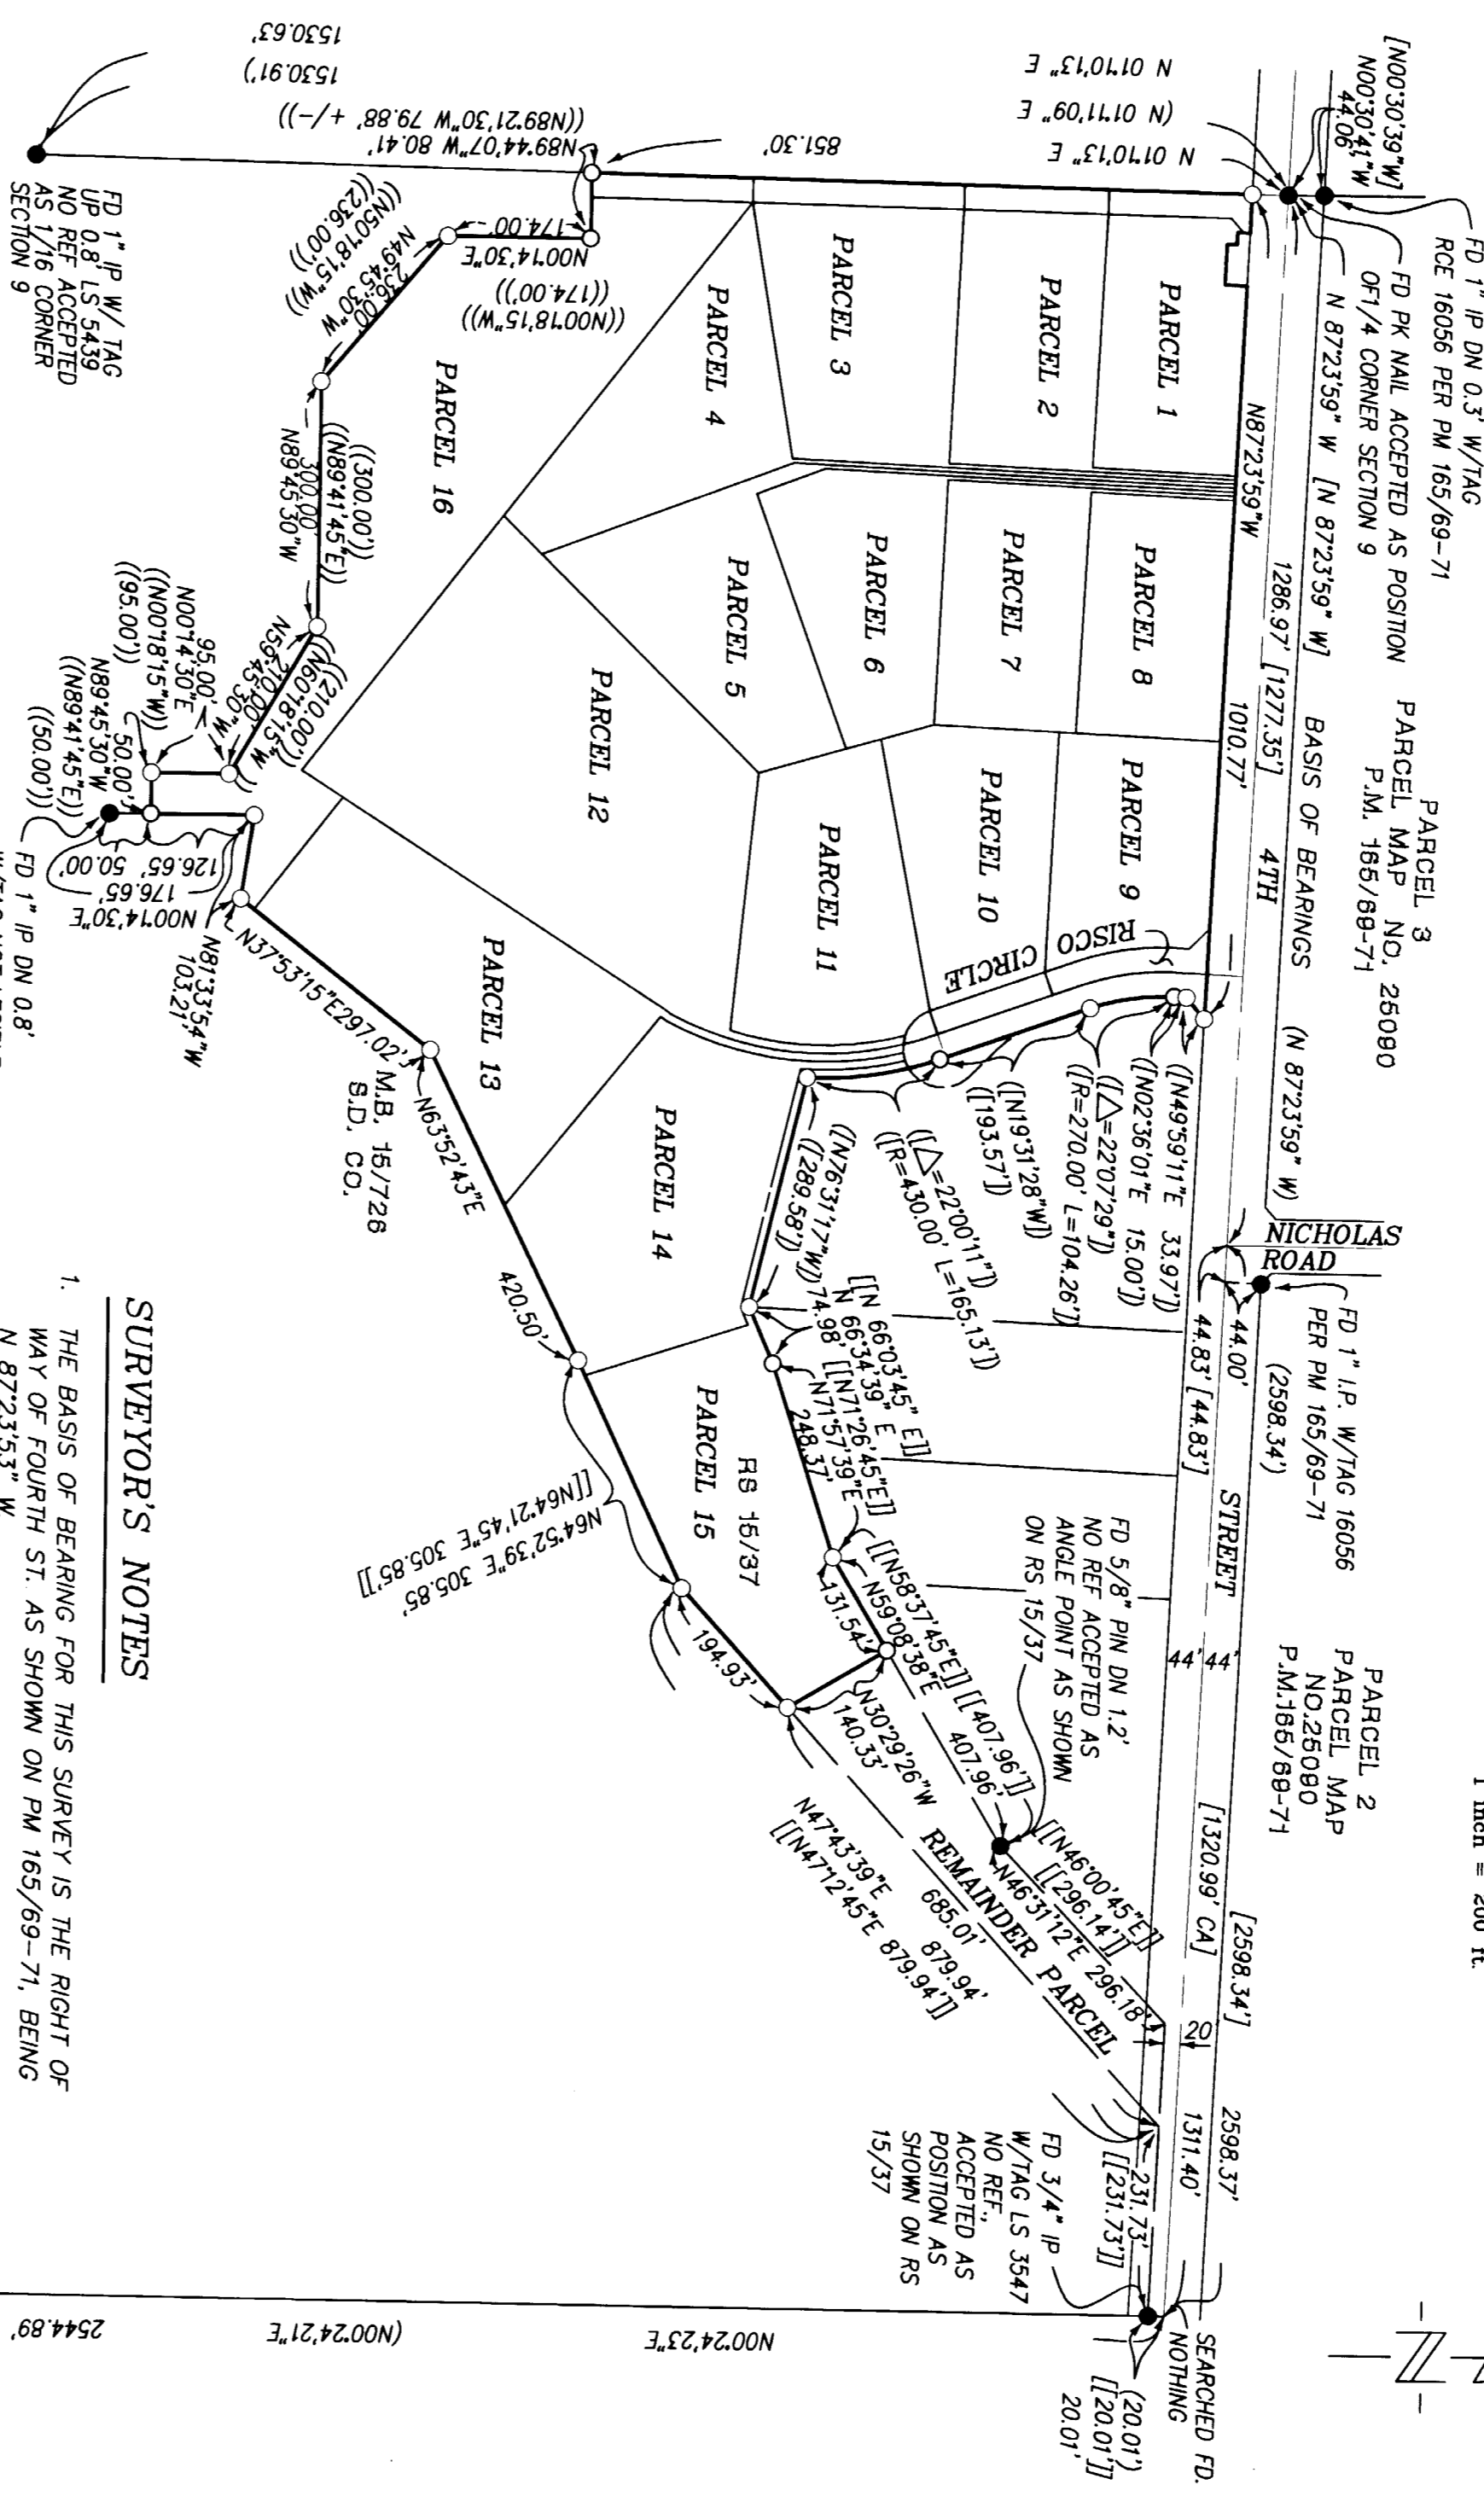 FD 1" IP DN 0.3' W/TAG
RCE 16056 PER PM 165/69-71
FD PK NAIL ACCEPTED AS POSITION
OF1/4 CORNER SECTION 9
[N00°30'39"W]
N00°30'41"W
44.06'
N 01°10'13" E
(N 01°11'09" E
N 01°10'13" E
851.30'
1530.63'
1530.91')
((N89°21'30"W 79.88' +/-))
N89°44'07"W 80.41'
FD 1" IP W/ TAG
UP 0.8' LS 5439
NO REF ACCEPTED
AS 1/16 CORNER
SECTION 9
N 87°23'59" W [N 87°23'59" W] BASIS OF BEARINGS (N 87°23'59" W)
PARCEL 3
PARCEL MAP NO. 25080
P.M. 165/69-71
1286.97' [1277.35'] 4TH
N87°23'59"W 1010.77'
NICHOLAS
ROAD
FD 1" I.P. W/TAG 16056
PER PM 165/69-71
(2598.34')
44.00'
44.83' [44.83']
STREET
44' 44'
PARCEL 2
PARCEL MAP
NO.25080
P.M.165/69-71
1 inch = 200 ft.
[2598.34'] 2598.37'
[1320.99' CA] 1311.40'
20
N
PARCEL 1
PARCEL 2
PARCEL 3
PARCEL 4
PARCEL 8
PARCEL 7
PARCEL 6
PARCEL 5
PARCEL 9
PARCEL 10
PARCEL 11
PARCEL 12
PARCEL 16
PARCEL 13
PARCEL 14
PARCEL 15
RS 15/37
RISCO CIRCLE
174.00'
N00°14'30"E
((174.00'))
((N00°18'15"W))
236.00'
N49°45'30"W
((N50°18'15"W))
((236.00'))
((300.00'))
((N89°41'45"E))
300.00'
N89°45'30"W
((210.00'))
((N60°18'15"W
210.00'
N59°45'30"W
95.00'
N00°14'30"E
((N00°18'15"W))
((95.00'))
50.00'
N89°45'30"W
((N89°41'45"E))
((50.00'))
126.65' 50.00'
176.65'
N00°14'30"E
FD 1" IP DN 0.8'
N81°33'54"W
103.21'
N37°53'15"E297.02'
M.B. 15/726
S.D. CO.
N63°52'43"E
420.50'
([N49°59'11"E 33.97'])
([N02°36'01"E 15.00'])
([△=22°07'29"])
([R=270.00' L=104.26'])
([N19°31'28"W])
([193.57'])
([△=22°00'11"])
([R=430.00' L=165.13'])
([N76°31'17"W])
([289.58'])
[[N 66°03'45" E]]
N 66°34'39" E
74.98'
[[N71°26'45"E]]
N71°57'39"E
248.37'
[[N58°37'45"E]] [[407.96']]
N59°08'38"E 407.96'
131.54'
FD 5/8" PIN DN 1.2'
NO REF ACCEPTED AS
ANGLE POINT AS SHOWN
ON RS 15/37
N30°29'26"W
140.33'
194.93'
N64°52'39"E 305.85'
[[N64°21'45"E 305.85']]
[[N46°00'45"E]]
[[296.14']]
N46°31'12"E 296.18'
REMAINDER PARCEL
685.01'
N47°43'39"E 879.94'
[[N47°12'45"E 879.94']]
231.73'
[[231.73']]
FD 3/4" IP
W/TAG LS 3547
NO REF.,
ACCEPTED AS
POSITION AS
SHOWN ON RS
15/37
SEARCHED FD.
NOTHING
(20.01')
[[20.01']]
20.01'
N00°24'23"E
(N00°24'21"E
2544.89'
SURVEYOR'S NOTES
1. THE BASIS OF BEARING FOR THIS SURVEY IS THE RIGHT OF
WAY OF FOURTH ST. AS SHOWN ON PM 165/69-71, BEING
N 87°23'53" W